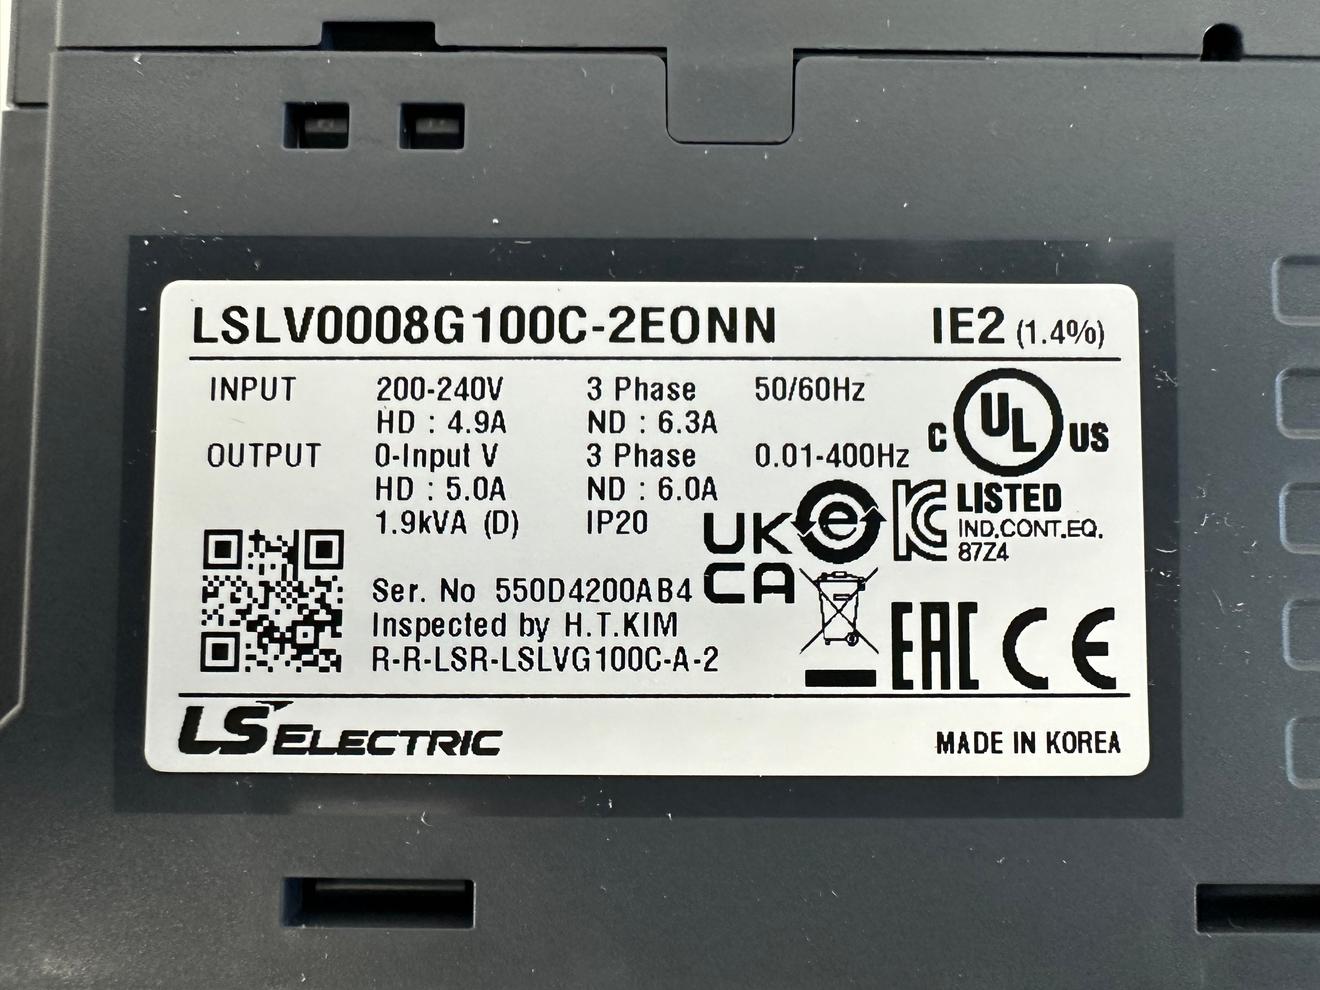 LSLV0008G100C-2EONN IE2 (1.4%)
INPUT 200-240V 3 Phase 50/60Hz
HD : 4.9A ND : 6.3A
OUTPUT 0-Input V 3 Phase 0.01-400Hz
HD : 5.0A ND : 6.0A
1.9kVA (D) IP20
C UL US
LISTED
IND.CONT.EQ.
87Z4
UK
CA
e
KC
Ser. No 550D4200AB4
Inspected by H.T.KIM
R-R-LSR-LSLVG100C-A-2
EAC CE
LS ELECTRIC MADE IN KOREA